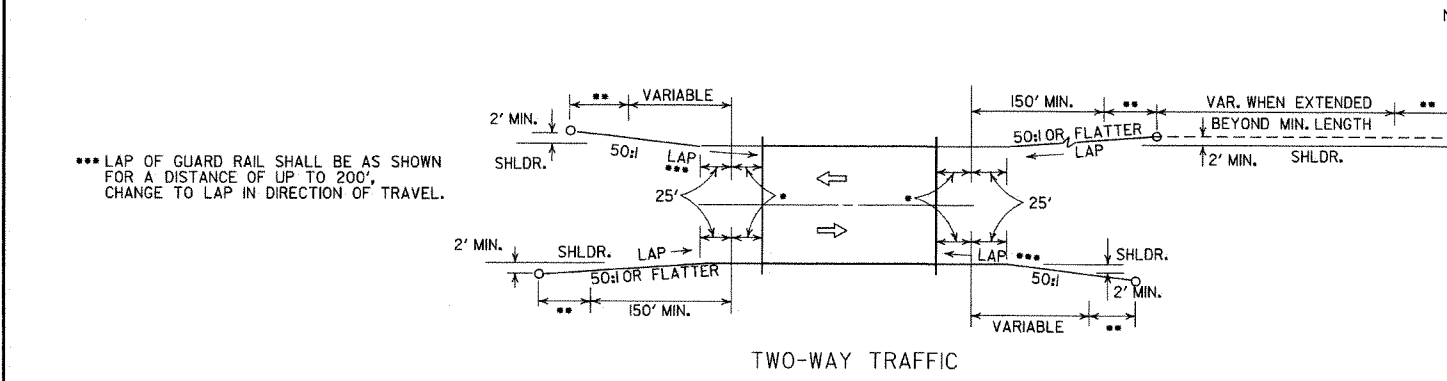 N
** VARIABLE
150' MIN. ** VAR. WHEN EXTENDED **
2' MIN.
50:1 OR FLATTER BEYOND MIN. LENGTH
SHLDR. 50:1 LAP LAP 2' MIN. SHLDR.
***
*** LAP OF GUARD RAIL SHALL BE AS SHOWN
FOR A DISTANCE OF UP TO 200',
CHANGE TO LAP IN DIRECTION OF TRAVEL.
25' * * 25'
2' MIN. SHLDR. LAP LAP *** SHLDR.
50:1 OR FLATTER 50:1 2' MIN.
** 150' MIN.
VARIABLE **
TWO-WAY TRAFFIC